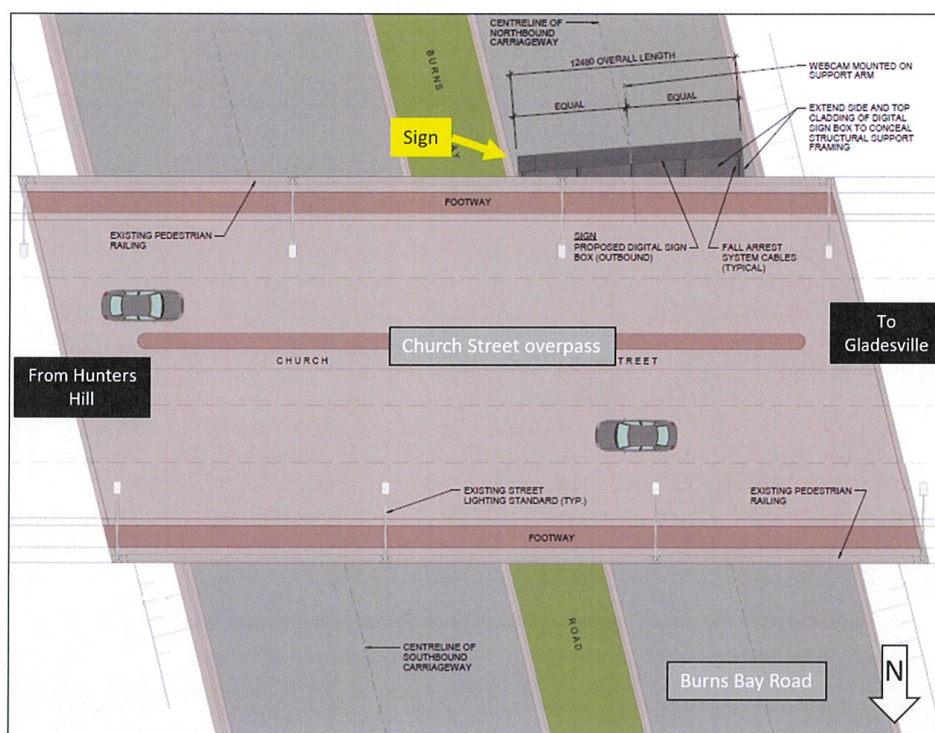 CENTRELINE OF
NORTHBOUND
CARRIAGEWAY
BURNS
12480 OVERALL LENGTH
EQUAL
EQUAL
WEBCAM MOUNTED ON
SUPPORT ARM
EXTEND SIDE AND TOP
CLADDING OF DIGITAL
SIGN BOX TO CONCEAL
STRUCTURAL SUPPORT
FRAMING
Sign
AY
FOOTWAY
EXISTING PEDESTRIAN
RAILING
SIGN
PROPOSED DIGITAL SIGN
BOX (OUTBOUND)
FALL ARREST
SYSTEM CABLES
(TYPICAL)
To
Gladesville
Church Street overpass
CHURCH
TREET
From Hunters
Hill
EXISTING STREET
LIGHTING STANDARD (TYP.)
EXISTING PEDESTRIAN
RAILING
FOOTWAY
ROAD
CENTRELINE OF
SOUTHBOUND
CARRIAGEWAY
Burns Bay Road
N